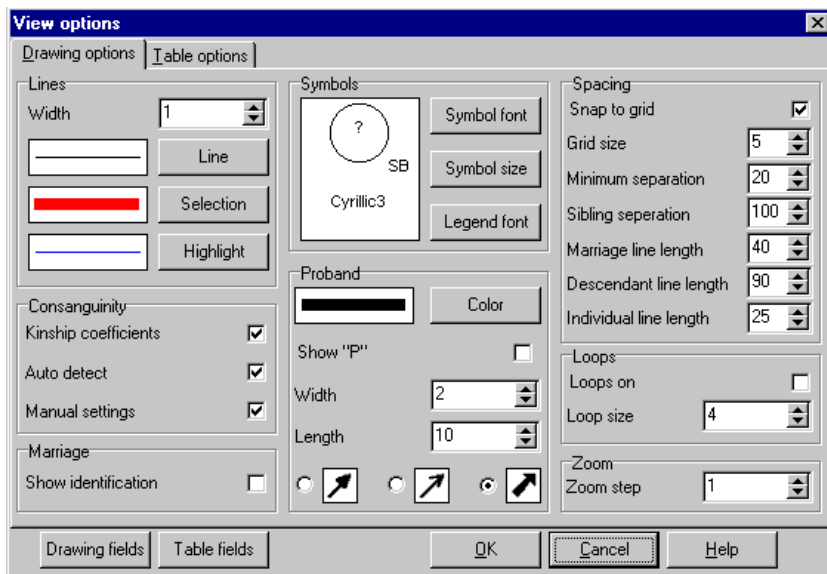 View options
Drawing options
Table options
Lines
Width
1
Line
Selection
Highlight
Consanguinity
Kinship coefficients
Auto detect
Manual settings
Marriage
Show identification
Symbols
?
SB
Cyrillic3
Symbol font
Symbol size
Legend font
Proband
Color
Show "P"
Width
2
Length
10
Spacing
Snap to grid
Grid size
5
Minimum separation
20
Sibling seperation
100
Marriage line length
40
Descendant line length
90
Individual line length
25
Loops
Loops on
Loop size
4
Zoom
Zoom step
1
Drawing fields
Table fields
OK
Cancel
Help